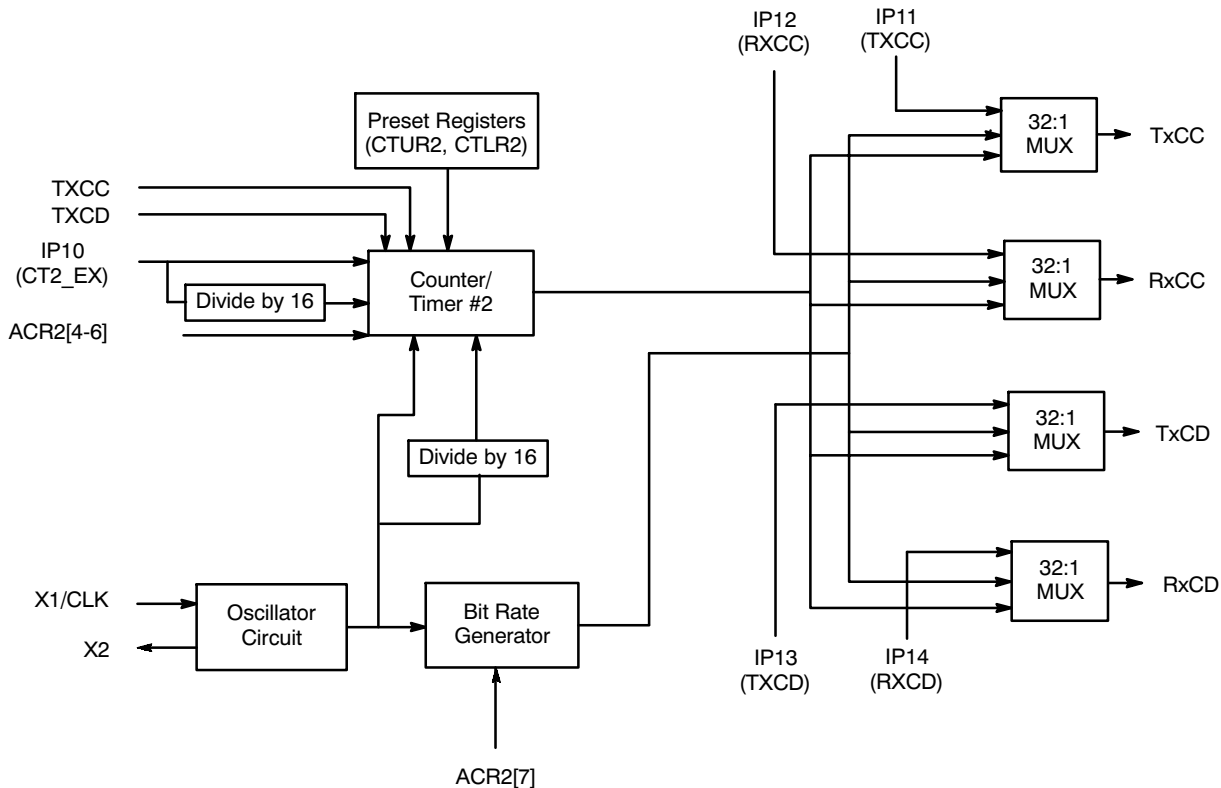 IP12
(RXCC)
IP11
(TXCC)
Preset Registers
(CTUR2, CTLR2)
32:1
MUX
TxCC
TXCC
TXCD
IP10
(CT2_EX)
Counter/
Timer #2
32:1
MUX
RxCC
Divide by 16
ACR2[4-6]
32:1
MUX
TxCD
Divide by 16
32:1
MUX
RxCD
X1/CLK
X2
Oscillator
Circuit
Bit Rate
Generator
IP13
(TXCD)
IP14
(RXCD)
ACR2[7]